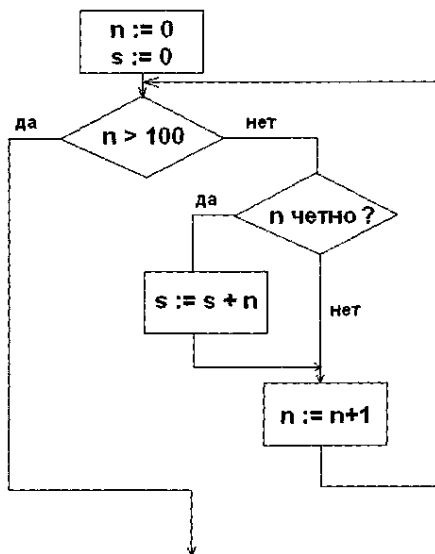 n := 0
s := 0
да
n > 100
нет
да
n четно ?
s := s + n
нет
n := n+1